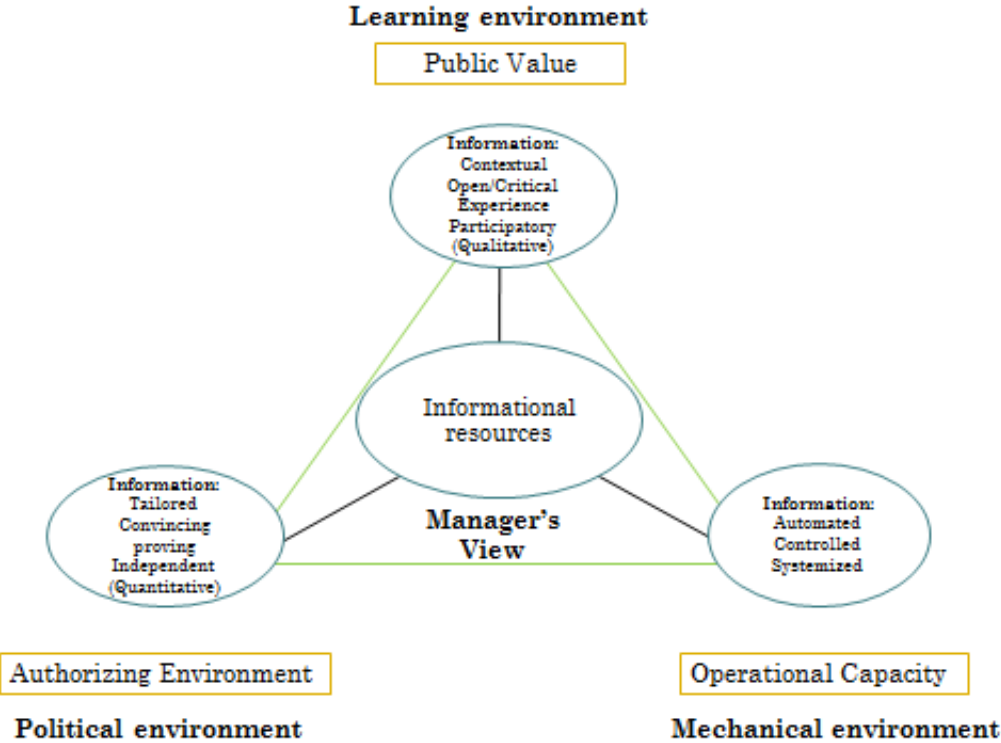 Learning environment
Public Value
Information:
Contextual
Open/Critical
Experience
Participatory
(Qualitative)
Informational
resources
Manager's
View
Information:
Tailored
Convincing
proving
Independent
(Quantitative)
Information:
Automated
Controlled
Systemized
Authorizing Environment
Operational Capacity
Political environment
Mechanical environment